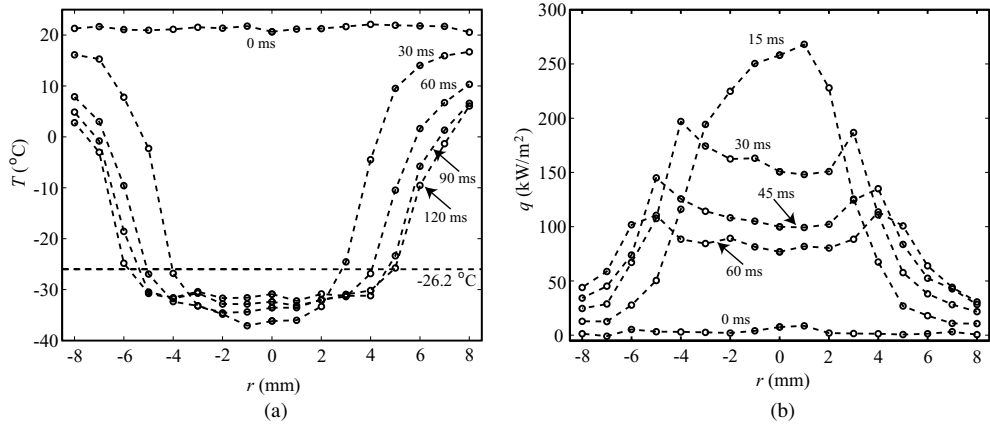 20
10
0
-10
-20
-30
-40
-8 -6 -4 -2 0 2 4 6 8
T (°C)
r (mm)
0 ms
30 ms
60 ms
90 ms
120 ms
-26.2 °C
(a)
300
250
200
150
100
50
0
-8 -6 -4 -2 0 2 4 6 8
q (kW/m²)
r (mm)
15 ms
30 ms
45 ms
60 ms
0 ms
(b)